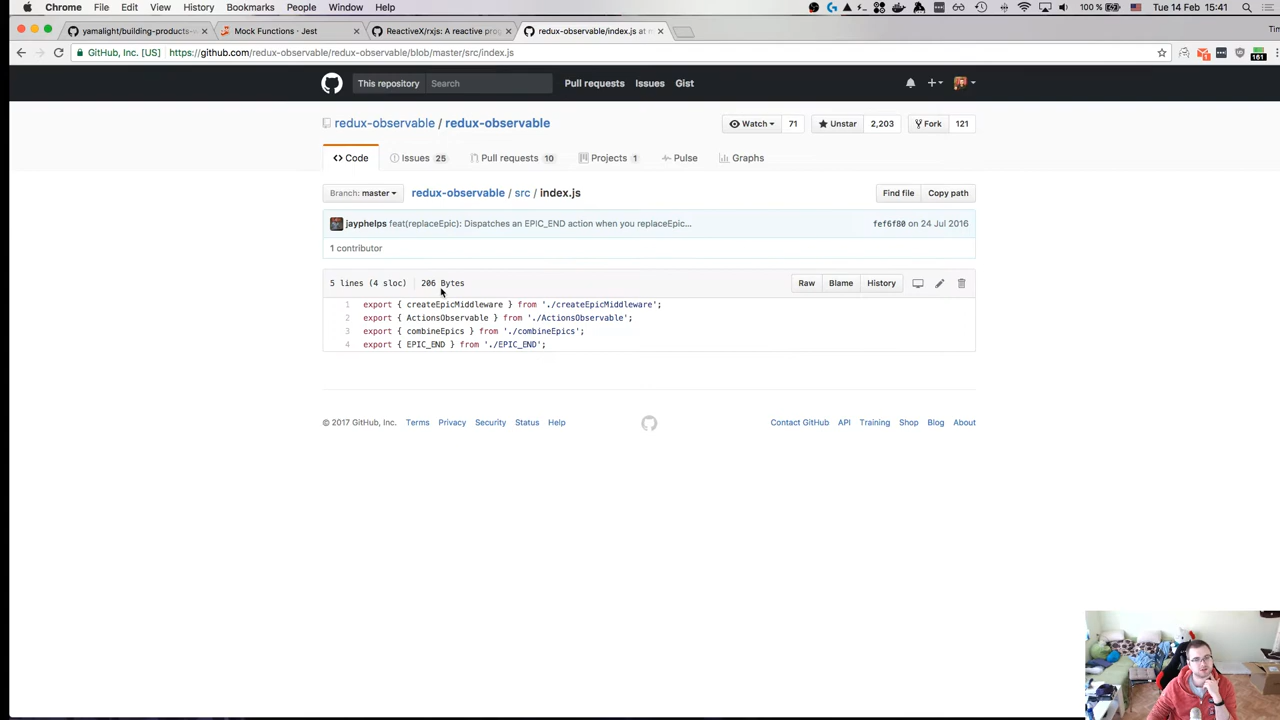 Chrome File Edit View History Bookmarks People Window Help 100 % Tue 14 Feb 15:41
yamalight/building-products-w
Mock Functions · Jest
ReactiveX/rxjs: A reactive prog
redux-observable/index.js at m
GitHub, Inc. [US] https://github.com/redux-observable/redux-observable/blob/master/src/index.js 161
This repository Search Pull requests Issues Gist
redux-observable / redux-observable Watch 71 Unstar 2,203 Fork 121
Code Issues 25 Pull requests 10 Projects 1 Pulse Graphs
Branch: master redux-observable / src / index.js Find file Copy path
jayphelps feat(replaceEpic): Dispatches an EPIC_END action when you replaceEpic... fef6f80 on 24 Jul 2016
1 contributor
5 lines (4 sloc) 206 Bytes Raw Blame History
1 export { createEpicMiddleware } from './createEpicMiddleware';
2 export { ActionsObservable } from './ActionsObservable';
3 export { combineEpics } from './combineEpics';
4 export { EPIC_END } from './EPIC_END';
© 2017 GitHub, Inc. Terms Privacy Security Status Help Contact GitHub API Training Shop Blog About